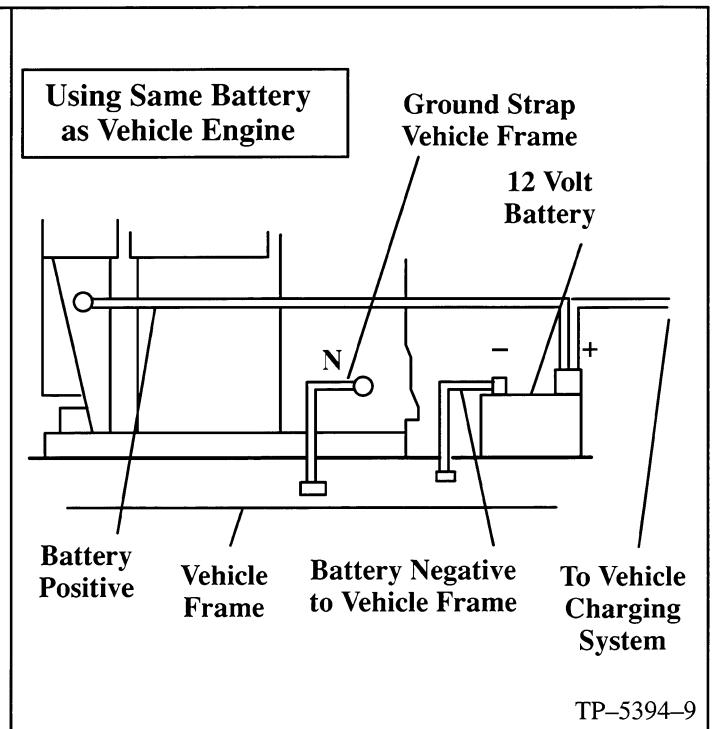 Using Same Battery
as Vehicle Engine
Ground Strap
Vehicle Frame
12 Volt
Battery
N
−
+
Battery
Positive
Vehicle
Frame
Battery Negative
to Vehicle Frame
To Vehicle
Charging
System
TP–5394–9